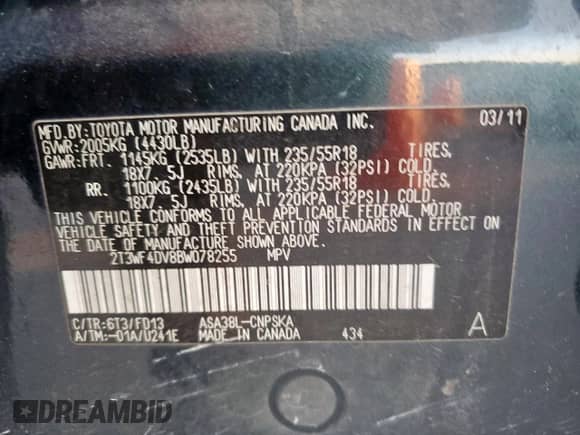 MFD.BY:TOYOTA MOTOR MANUFACTURING CANADA INC. 03/11
GVWR:2005KG (4430LB)
GAWR:FRT. 1145KG (2535LB) WITH 235/55R18 TIRES,
18X7.5J RIMS, AT 220KPA (32PSI) COLD.
RR. 1100KG (2435LB) WITH 235/55R18 TIRES,
18X7.5J RIMS, AT 220KPA (32PSI) COLD.
THIS VEHICLE CONFORMS TO ALL APPLICABLE FEDERAL MOTOR
VEHICLE SAFETY AND THEFT PREVENTION STANDARDS IN EFFECT ON
THE DATE OF MANUFACTURE SHOWN ABOVE.
2T3WF4DV8BW078255 MPV
C/TR:6T3/FD13 ASA38L-CNPSKA A
A/TM:-01A/U241E MADE IN CANADA 434
DREAMBID